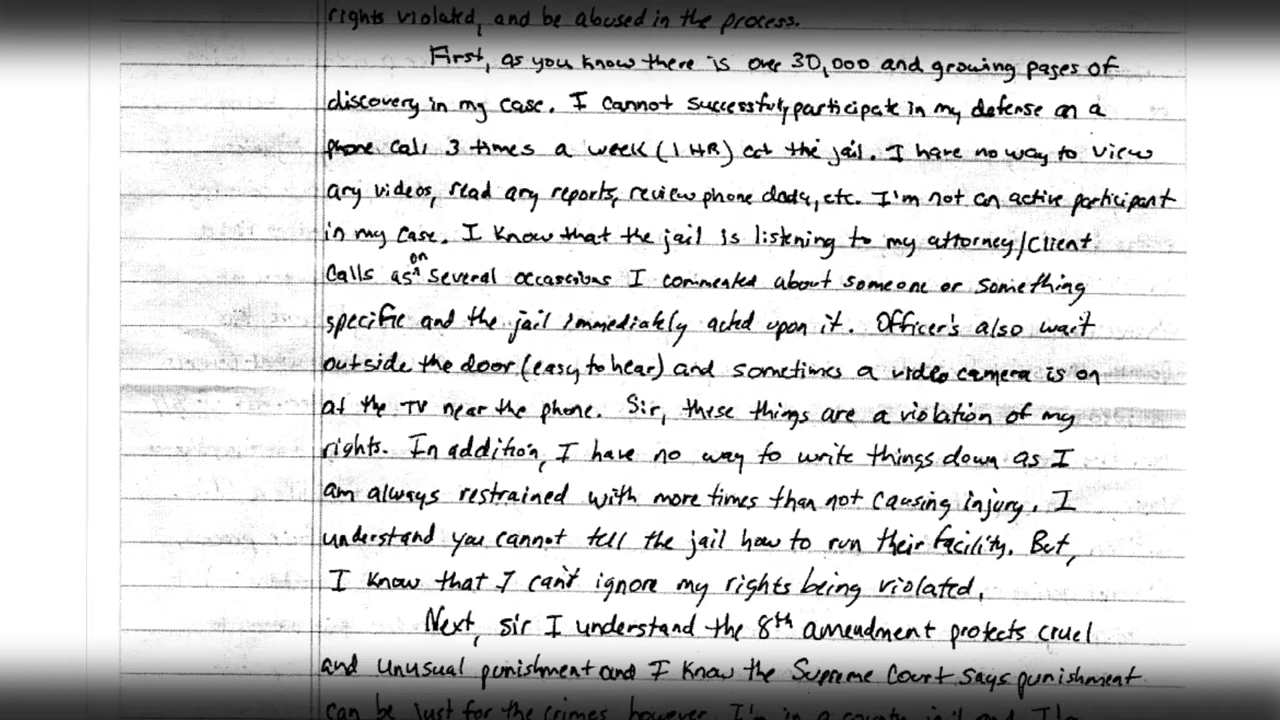 rights violated, and be abused in the process.
First, as you know there is over 30,000 and growing pages of
discovery in my case. I cannot successfully participate in my defense on a
phone call 3 times a week (1 HR) at the jail. I have no way to view
any videos, read any reports, review phone data, etc. I'm not an active participant
in my case. I know that the jail is listening to my attorney/client
calls as on several occassions I commented about someone or something
specific and the jail immediately acted upon it. Officer's also wait
outside the door (easy to hear) and sometimes a video camera is on
at the TV near the phone. Sir, these things are a violation of my
rights. In addition, I have no way to write things down as I
am always restrained with more times than not causing injury. I
understand you cannot tell the jail how to run their facility. But,
I know that I can't ignore my rights being violated.
Next, sir I understand the 8th amendment protects cruel
and unusual punishment and I know the Supreme Court says punishment
can be just for the crimes however, I'm in a county jail and I'm